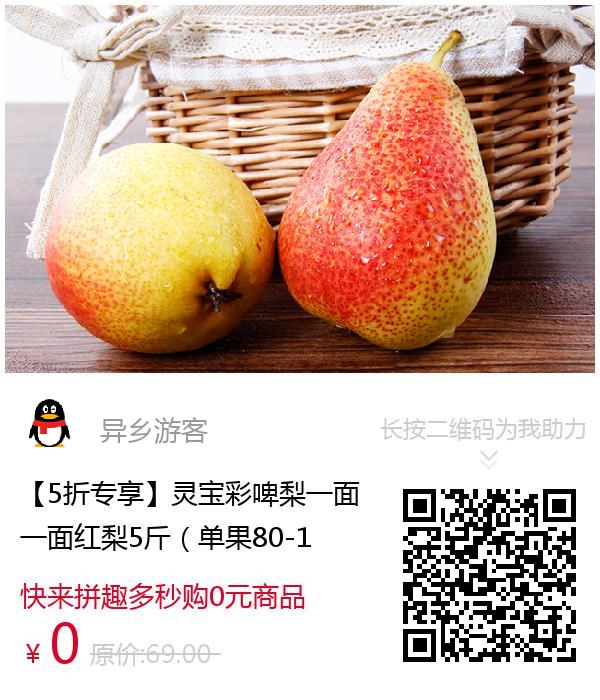 异乡游客
长按二维码为我助力
【5折专享】灵宝彩啤梨一面
一面红梨5斤（单果80-1
快来拼趣多秒购0元商品
¥ 0 原价:69.00